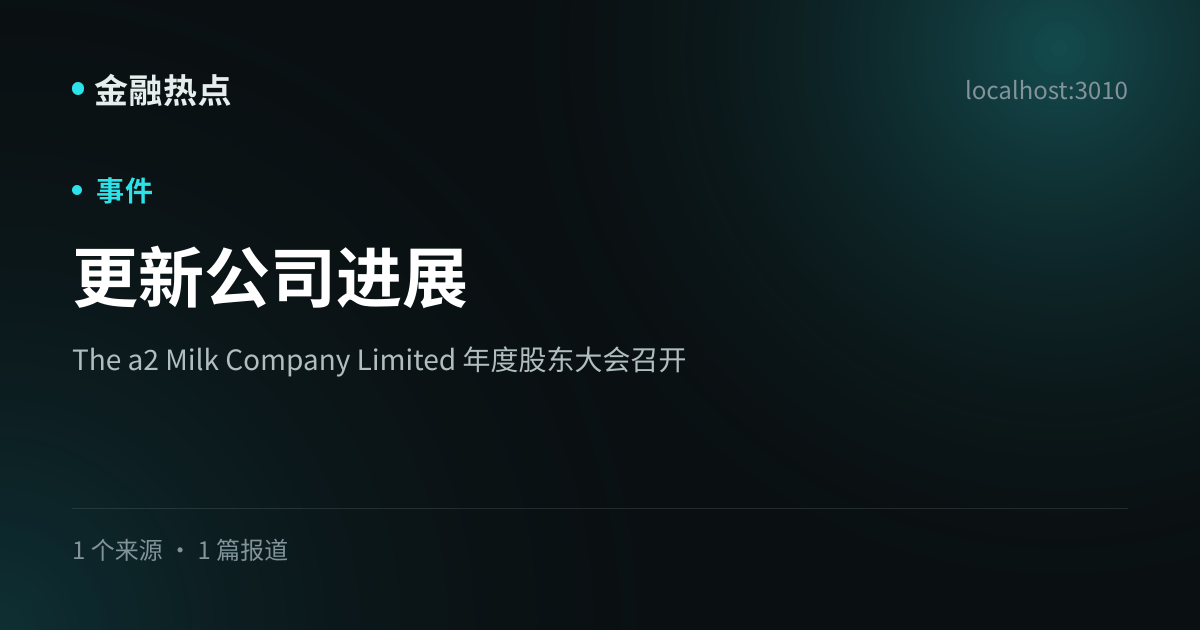 金融热点
localhost:3010
事件
更新公司进展
The a2 Milk Company Limited 年度股东大会召开
1 个来源 · 1 篇报道